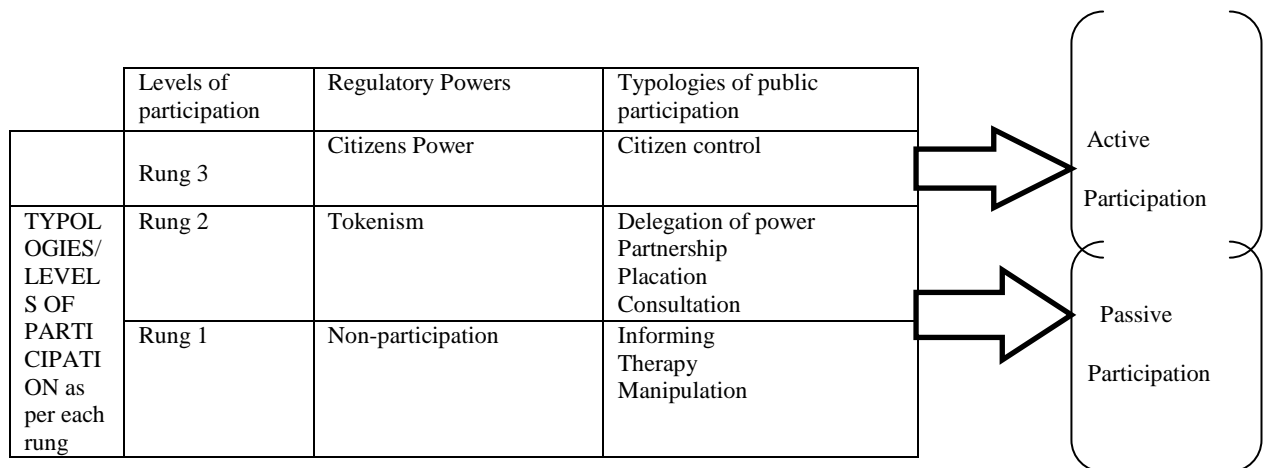 Levels of
participation
Regulatory Powers
Typologies of public
participation
Rung 3
Citizens Power
Citizen control
TYPOL
OGIES/
LEVEL
S OF
PARTI
CIPATI
ON as
per each
rung
Rung 2
Tokenism
Delegation of power
Partnership
Placation
Consultation
Rung 1
Non-participation
Informing
Therapy
Manipulation
Active
Participation
Passive
Participation